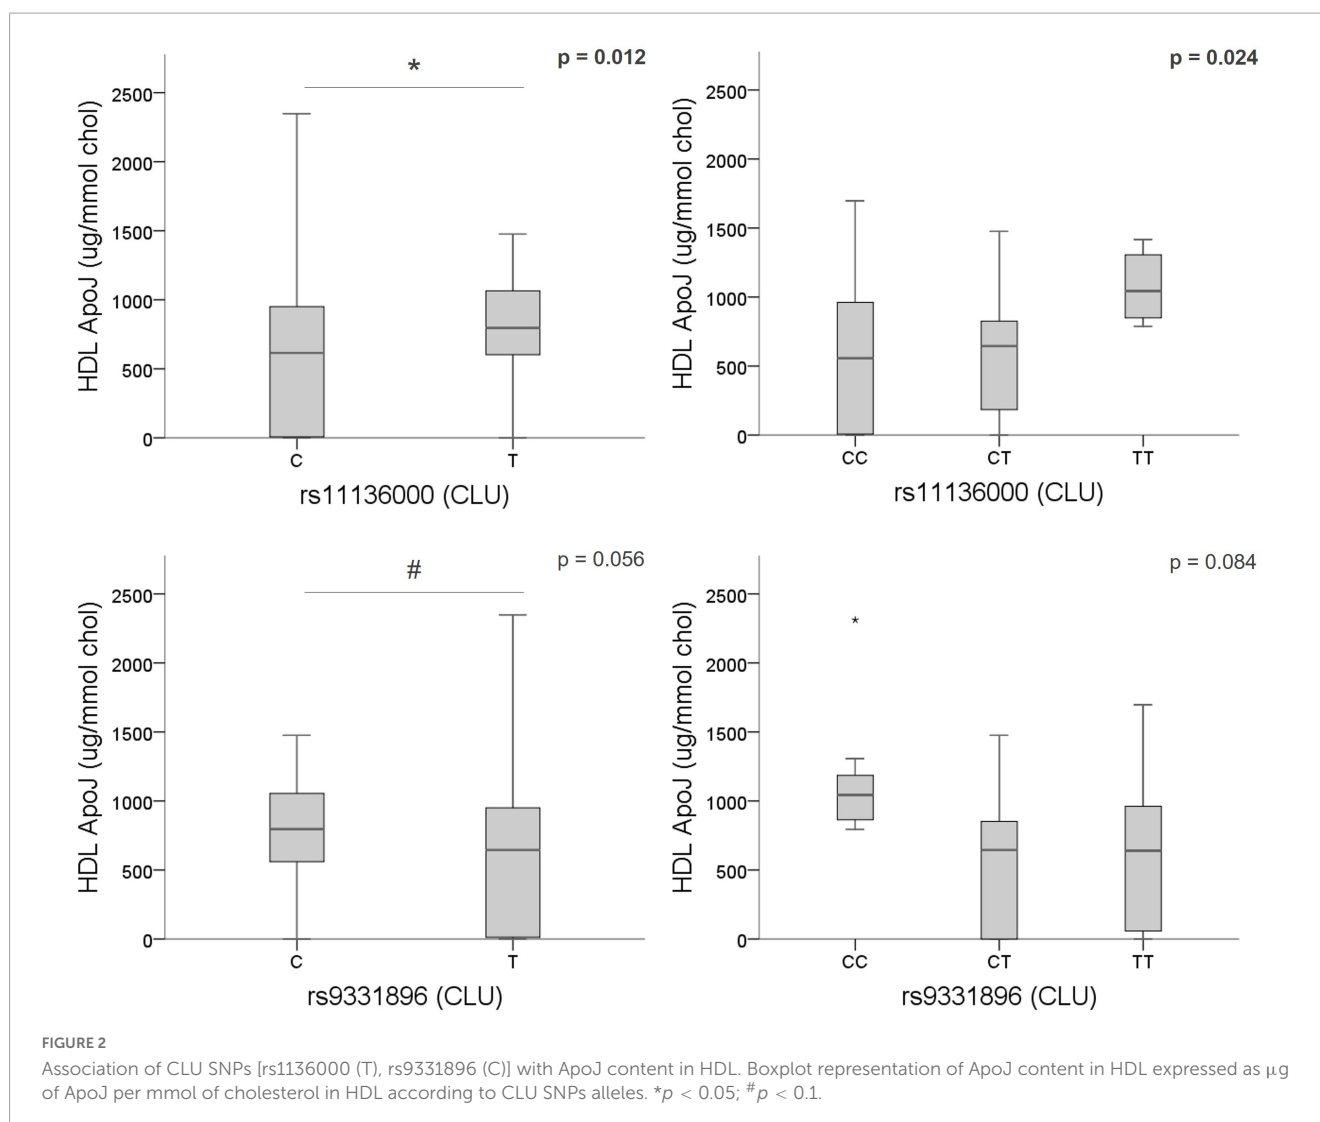 p = 0.012
*
HDL ApoJ (ug/mmol chol)
2500
2000
1500
1000
500
0
C T
rs11136000 (CLU)
p = 0.024
HDL ApoJ (ug/mmol chol)
2500
2000
1500
1000
500
0
CC CT TT
rs11136000 (CLU)
p = 0.056
#
HDL ApoJ (ug/mmol chol)
2500
2000
1500
1000
500
0
C T
rs9331896 (CLU)
p = 0.084
*
HDL ApoJ (ug/mmol chol)
2500
2000
1500
1000
500
0
CC CT TT
rs9331896 (CLU)
FIGURE 2
Association of CLU SNPs [rs1136000 (T), rs9331896 (C)] with ApoJ content in HDL. Boxplot representation of ApoJ content in HDL expressed as μg
of ApoJ per mmol of cholesterol in HDL according to CLU SNPs alleles. *p < 0.05; #p < 0.1.